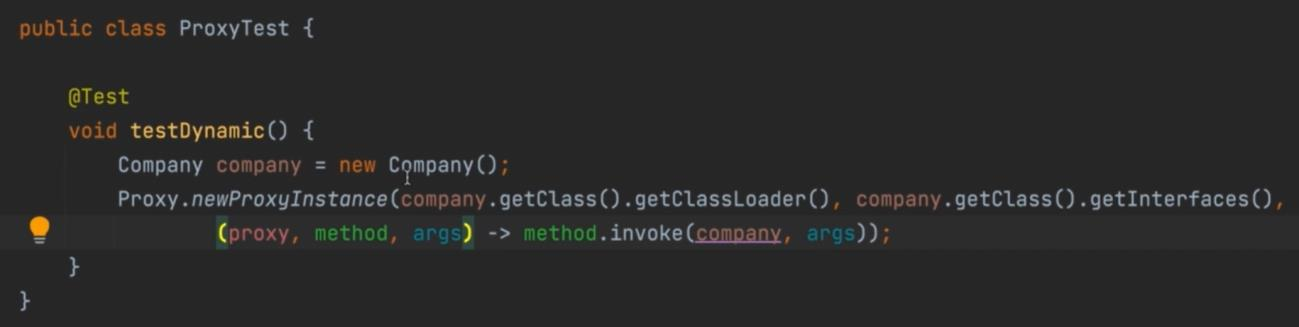 public class ProxyTest {
@Test
void testDynamic() {
Company company = new Company();
Proxy.newProxyInstance(company.getClass().getClassLoader(), company.getClass().getInterfaces(),
(proxy, method, args) -> method.invoke(company, args));
}
}